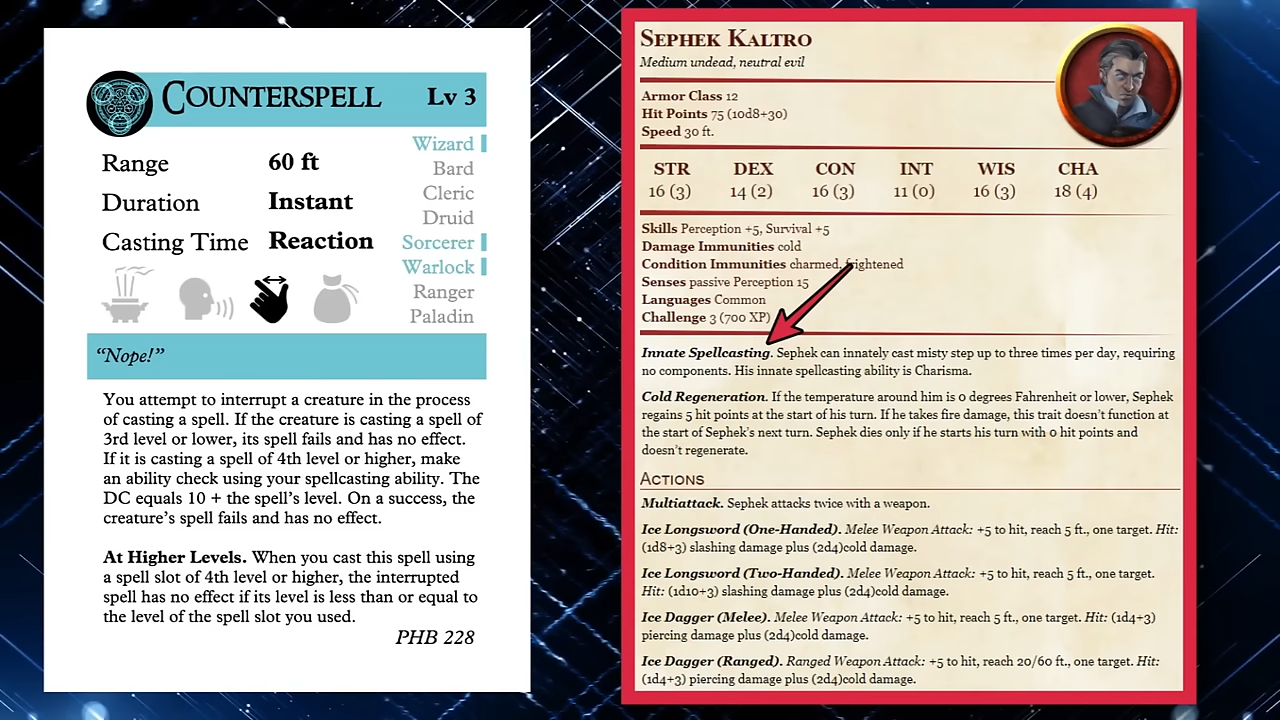 COUNTERSPELL Lv 3
Range 60 ft
Duration Instant
Casting Time Reaction
Wizard
Bard
Cleric
Druid
Sorcerer
Warlock
Ranger
Paladin
“Nope!”
You attempt to interrupt a creature in the process
of casting a spell. If the creature is casting a spell of
3rd level or lower, its spell fails and has no effect.
If it is casting a spell of 4th level or higher, make
an ability check using your spellcasting ability. The
DC equals 10 + the spell’s level. On a success, the
creature’s spell fails and has no effect.
At Higher Levels. When you cast this spell using
a spell slot of 4th level or higher, the interrupted
spell has no effect if its level is less than or equal to
the level of the spell slot you used.
PHB 228
SEPHEK KALTRO
Medium undead, neutral evil
Armor Class 12
Hit Points 75 (10d8+30)
Speed 30 ft.
STR DEX CON INT WIS CHA
16 (3) 14 (2) 16 (3) 11 (0) 16 (3) 18 (4)
Skills Perception +5, Survival +5
Damage Immunities cold
Condition Immunities charmed, frightened
Senses passive Perception 15
Languages Common
Challenge 3 (700 XP)
Innate Spellcasting. Sephek can innately cast misty step up to three times per day, requiring
no components. His innate spellcasting ability is Charisma.
Cold Regeneration. If the temperature around him is 0 degrees Fahrenheit or lower, Sephek
regains 5 hit points at the start of his turn. If he takes fire damage, this trait doesn’t function at
the start of Sephek’s next turn. Sephek dies only if he starts his turn with 0 hit points and
doesn’t regenerate.
ACTIONS
Multiattack. Sephek attacks twice with a weapon.
Ice Longsword (One-Handed). Melee Weapon Attack: +5 to hit, reach 5 ft., one target. Hit:
(1d8+3) slashing damage plus (2d4)cold damage.
Ice Longsword (Two-Handed). Melee Weapon Attack: +5 to hit, reach 5 ft., one target.
Hit: (1d10+3) slashing damage plus (2d4)cold damage.
Ice Dagger (Melee). Melee Weapon Attack: +5 to hit, reach 5 ft., one target. Hit: (1d4+3)
piercing damage plus (2d4)cold damage.
Ice Dagger (Ranged). Ranged Weapon Attack: +5 to hit, reach 20/60 ft., one target. Hit:
(1d4+3) piercing damage plus (2d4)cold damage.